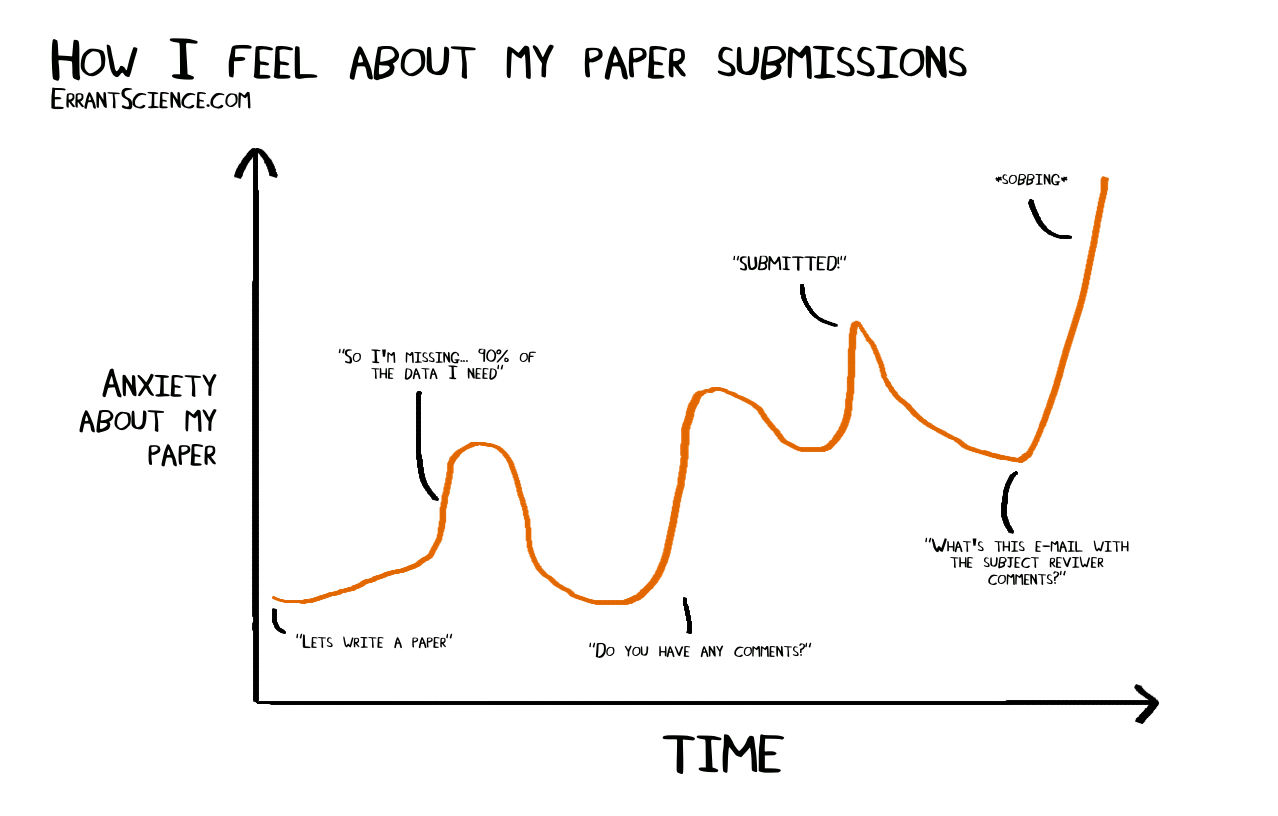 How I feel about my paper submissions
ErrantScience.com
*sobbing*
"Submitted!"
"So I'm missing... 90% of
the data I need"
Anxiety
about my
paper
"What's this e-mail with
the subject reviwer
comments?"
"Lets write a paper"
"Do you have any comments?"
TIME